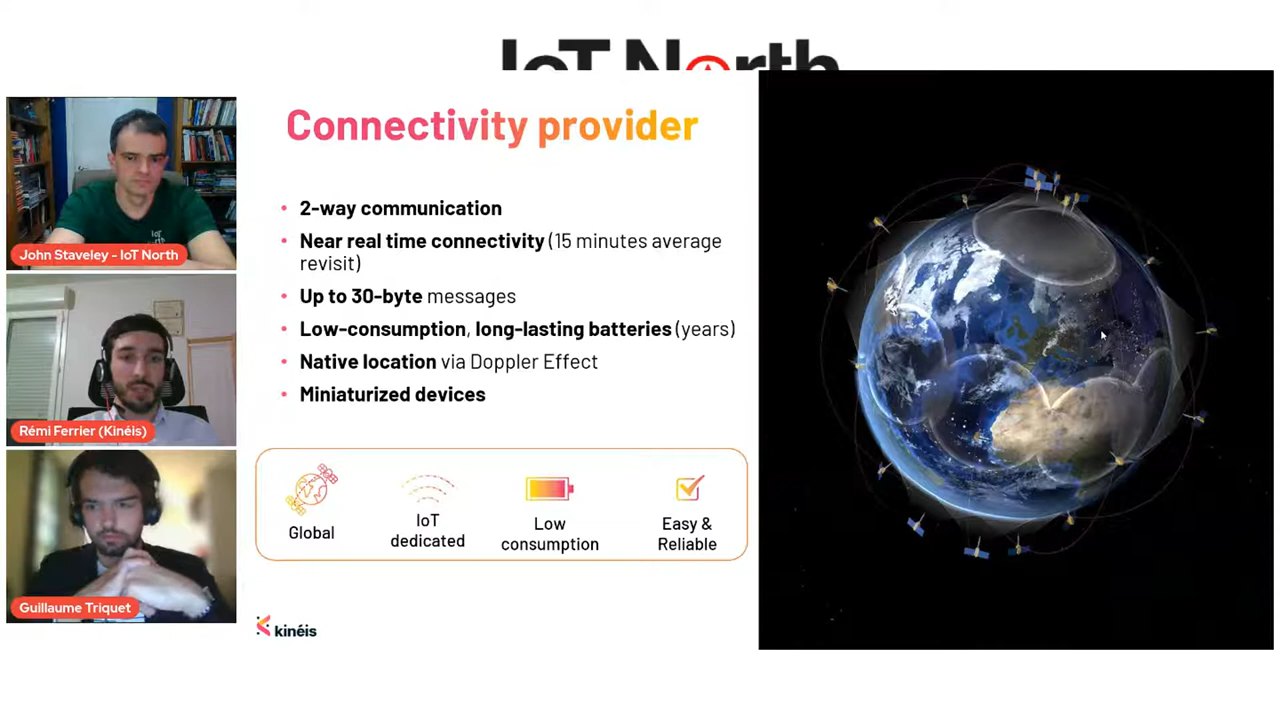 IoT North
Connectivity provider
John Staveley - IoT North
Rémi Ferrier (Kinéis)
Guillaume Triquet
• 2-way communication
• Near real time connectivity (15 minutes average
revisit)
• Up to 30-byte messages
• Low-consumption, long-lasting batteries (years)
• Native location via Doppler Effect
• Miniaturized devices
Global
IoT
dedicated
Low
consumption
Easy &
Reliable
kinéis